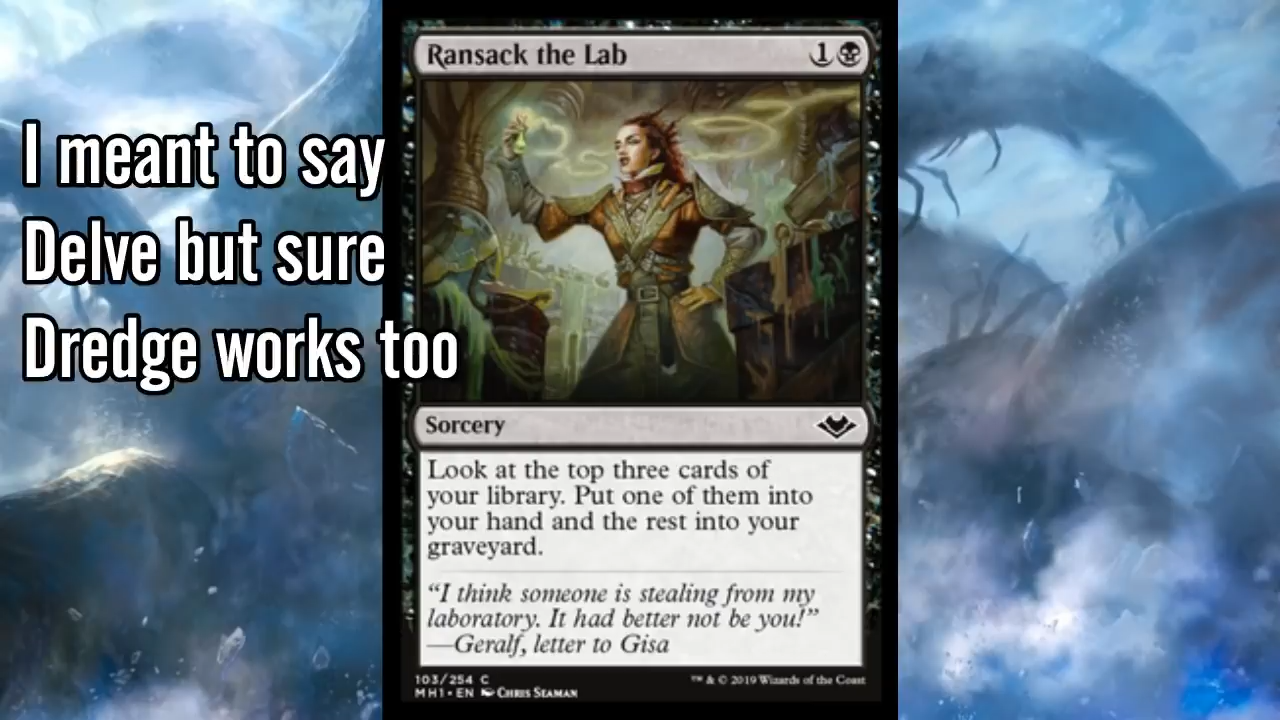 I meant to say
Delve but sure
Dredge works too
Ransack the Lab 1
Sorcery
Look at the top three cards of
your library. Put one of them into
your hand and the rest into your
graveyard.
“I think someone is stealing from my
laboratory. It had better not be you!”
—Geralf, letter to Gisa
103/254 C
MH1 • EN Chris Seaman
™ & © 2019 Wizards of the Coast